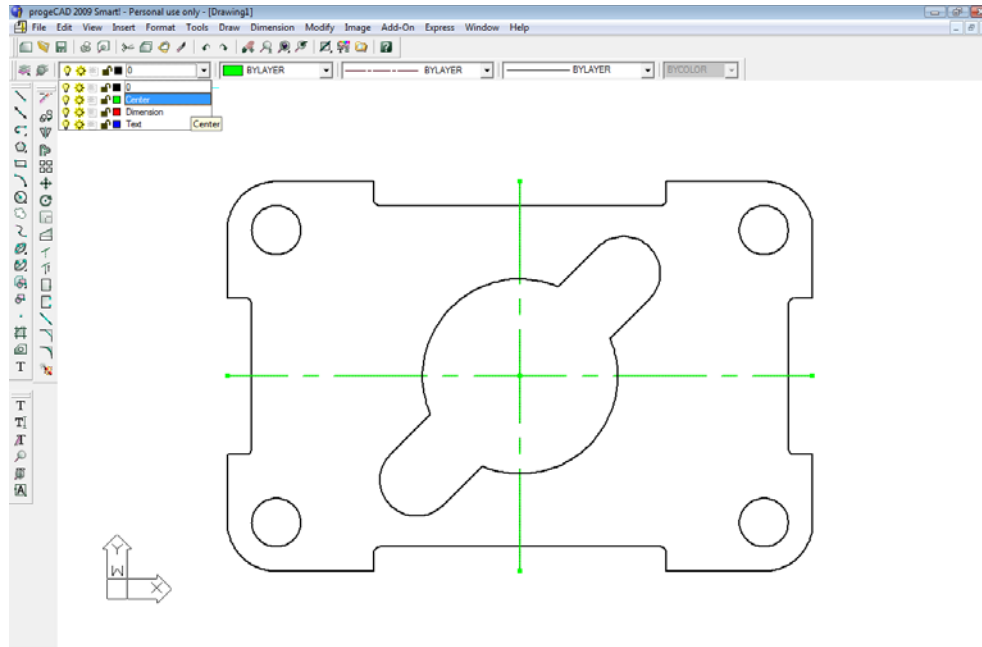 progeCAD 2009 Smart! - Personal use only - [Drawing1]
File Edit View Insert Format Tools Draw Dimension Modify Image Add-On Express Window Help
0 BYLAYER BYLAYER BYLAYER BYCOLOR
0
Center
Dimension
Text Center
T
T
T
A
A
Y
W
X